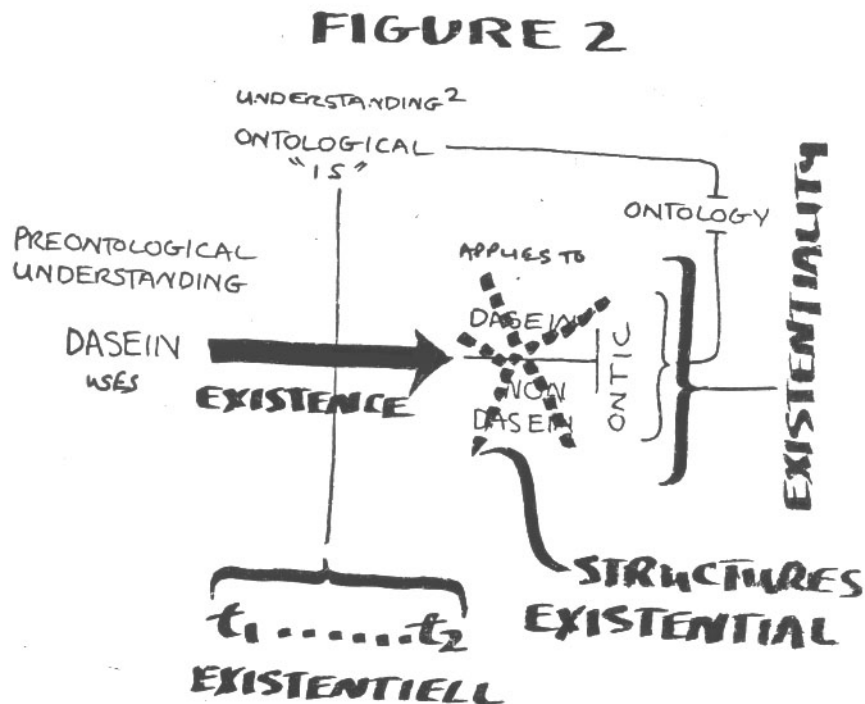 FIGURE 2
UNDERSTANDING²
ONTOLOGICAL
"IS"
ONTOLOGY
EXISTENTIALITY
PREONTOLOGICAL
UNDERSTANDING
APPLIES TO
DASEIN
USES
EXISTENCE
DASEIN
NON
DASEIN
ONTIC
t₁ ....... t₂
EXISTENTIELL
STRUCTURES
EXISTENTIAL